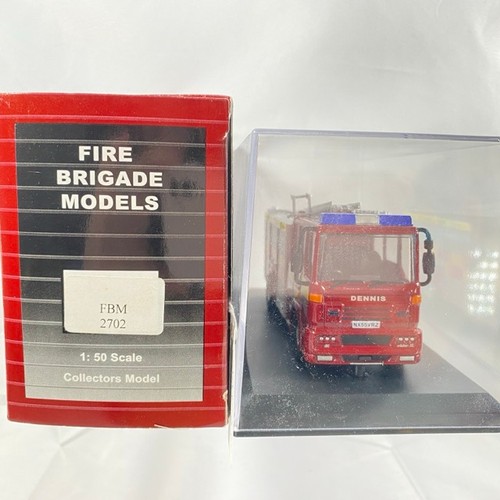 FIRE
BRIGADE
MODELS
FBM
2702
1: 50 Scale
Collectors Model
DENNIS